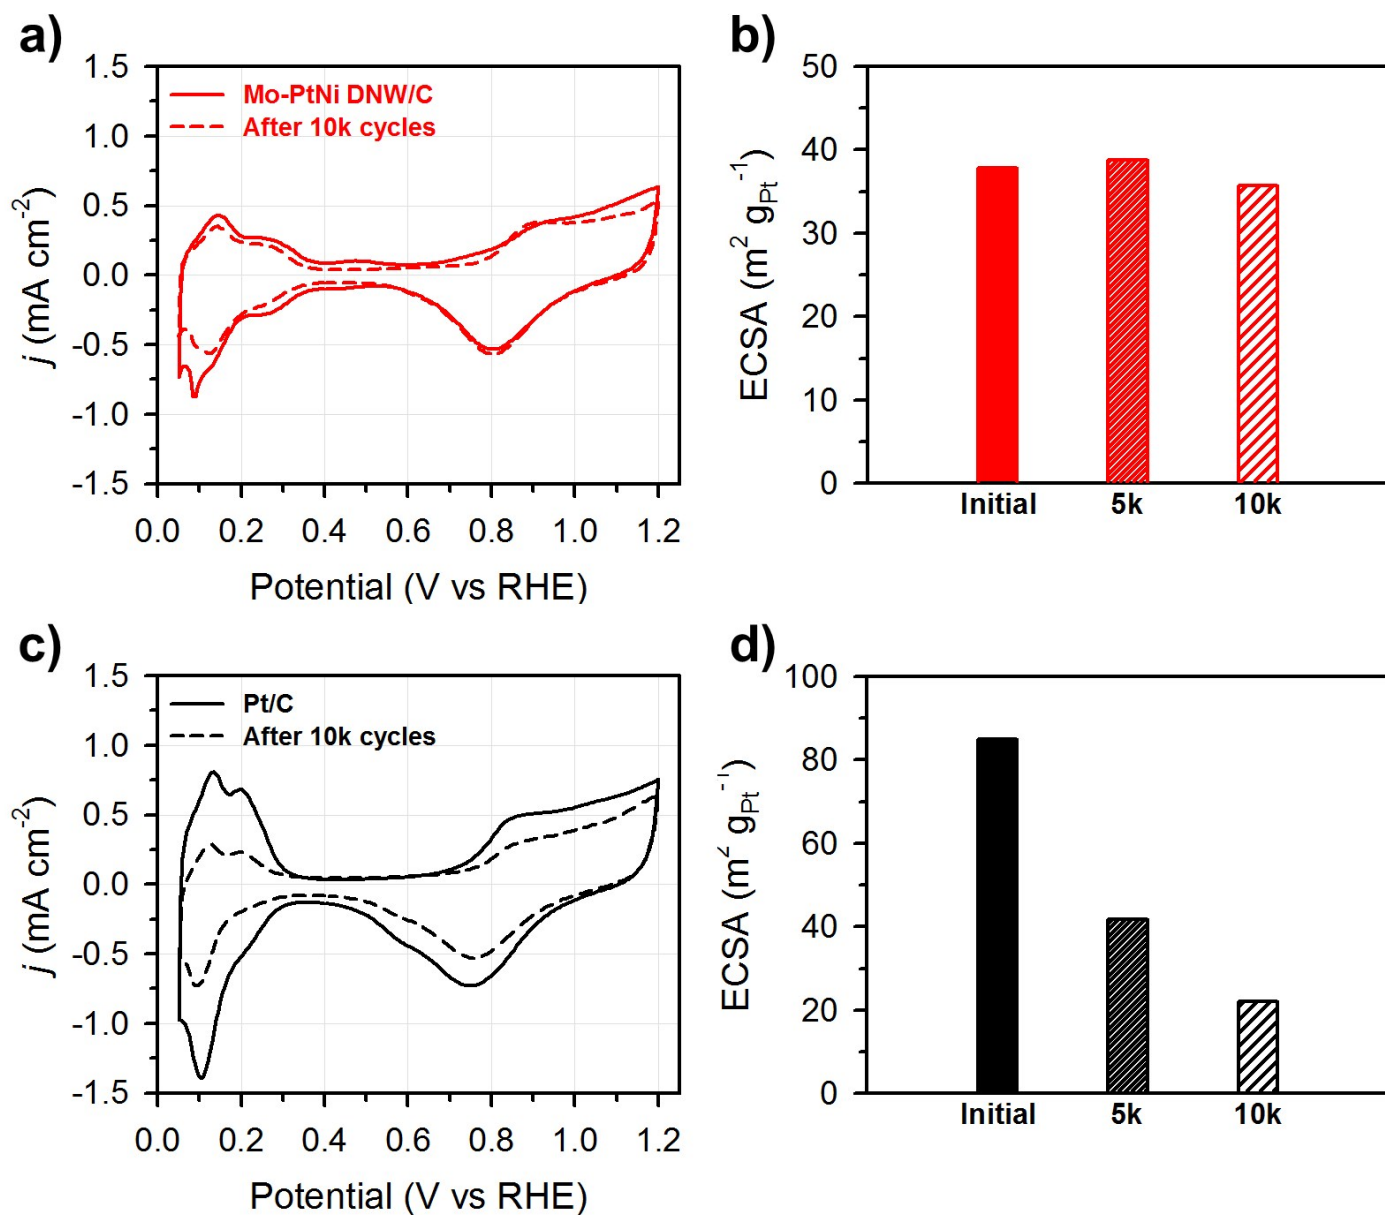 a)
1.5
1.0
0.5
0.0
-0.5
-1.0
-1.5
j (mA cm-2)
Mo-PtNi DNW/C
After 10k cycles
0.0 0.2 0.4 0.6 0.8 1.0 1.2
Potential (V vs RHE)
b)
50
40
30
20
10
0
ECSA (m2 gPt-1)
Initial 5k 10k
c)
1.5
1.0
0.5
0.0
-0.5
-1.0
-1.5
j (mA cm-2)
Pt/C
After 10k cycles
0.0 0.2 0.4 0.6 0.8 1.0 1.2
Potential (V vs RHE)
d)
100
80
60
40
20
0
ECSA (m2 gPt-1)
Initial 5k 10k